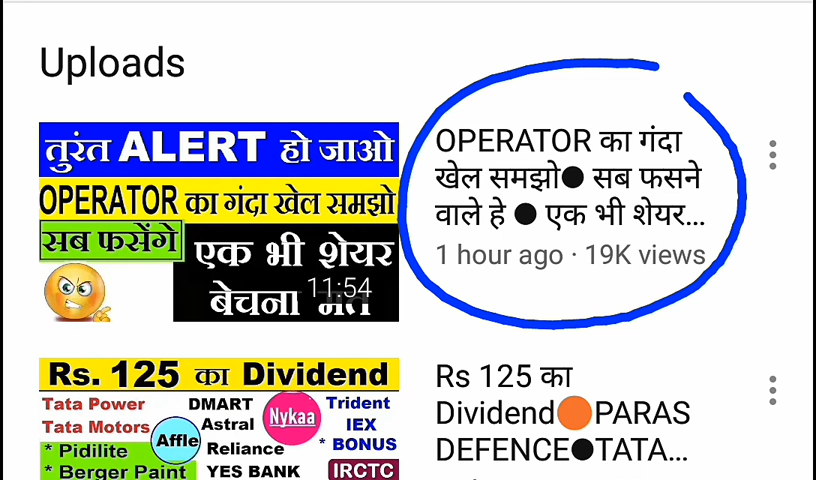 Uploads
तुरंत ALERT हो जाओ
OPERATOR का गंदा खेल समझो
सब फसेंगे
एक भी शेयर
बेचना मत
11:54
OPERATOR का गंदा
खेल समझो● सब फसने
वाले हे ● एक भी शेयर...
1 hour ago · 19K views
Rs. 125 का Dividend
Tata Power DMART Nykaa Trident
Tata Motors Affle Astral IEX
* Pidilite Reliance * BONUS
* Berger Paint YES BANK IRCTC
Rs 125 का
Dividend🟠PARAS
DEFENCE●TATA...